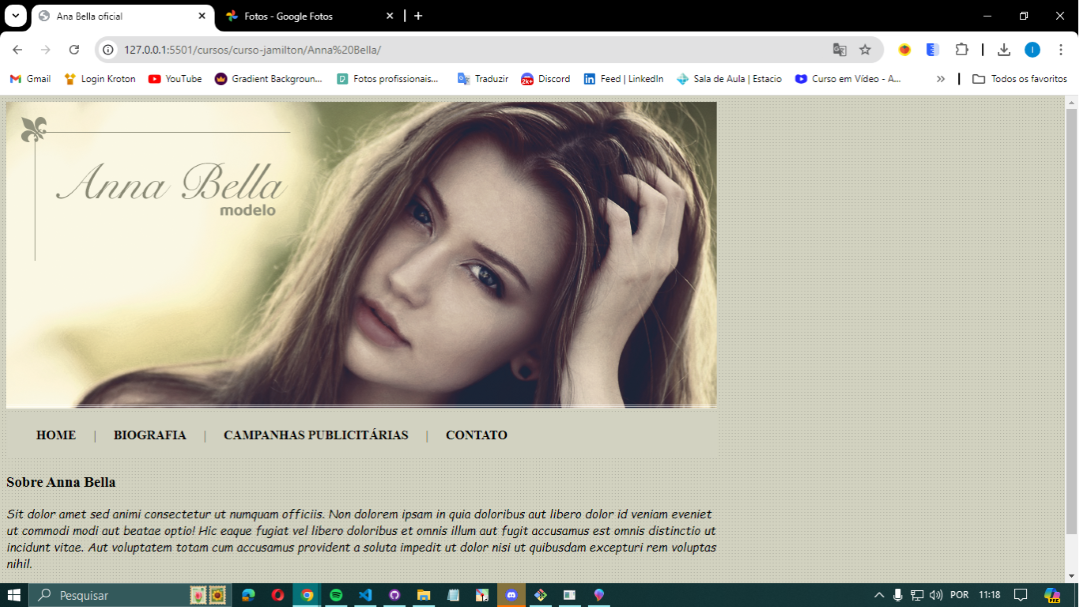 Ana Bella oficial
Fotos - Google Fotos
127.0.0.1:5501/cursos/curso-jamilton/Anna%20Bella/
Gmail
Login Kroton
YouTube
Gradient Backgroun...
Fotos profissionais...
Traduzir
Discord
Feed | LinkedIn
Sala de Aula | Estacio
Curso em Vídeo - A...
»
Todos os favoritos
Anna Bella
modelo
HOME | BIOGRAFIA | CAMPANHAS PUBLICITÁRIAS | CONTATO
Sobre Anna Bella
Sit dolor amet sed animi consectetur ut numquam officiis. Non dolorem ipsam in quia doloribus aut libero dolor id veniam eveniet
ut commodi modi aut beatae optio! Hic eaque fugiat vel libero doloribus et omnis illum aut fugit accusamus est omnis distinctio ut
incidunt vitae. Aut voluptatem totam cum accusamus provident a soluta impedit ut dolor nisi ut quibusdam excepturi rem voluptas
nihil.
Pesquisar
POR
11:18